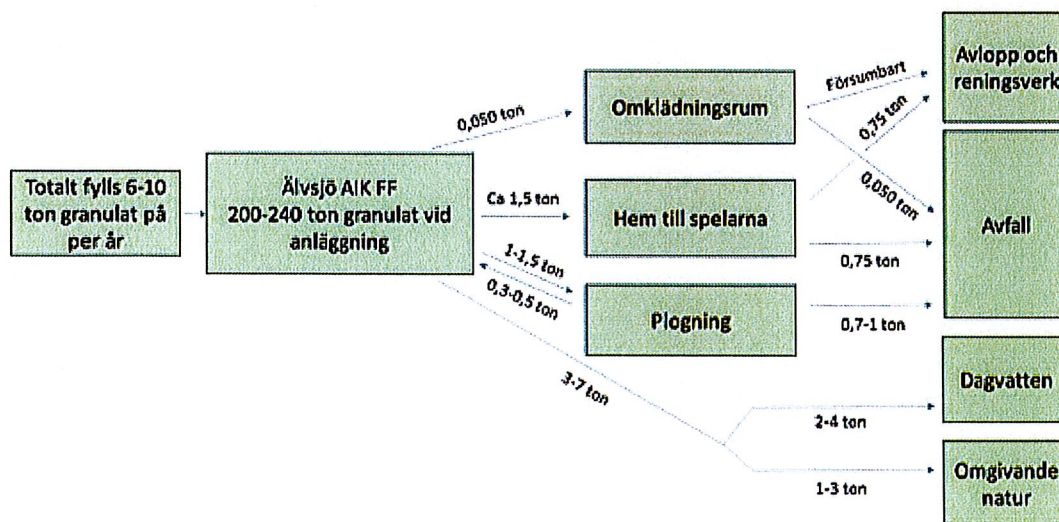 Totalt fylls 6-10
ton granulat på
per år
Älvsjö AIK FF
200-240 ton granulat vid
anläggning
0,050 ton
Ca 1,5 ton
1-1,5 ton
0,3-0,5 ton
3-7 ton
Omklädningsrum
Hem till spelarna
Plogning
Försumbart
0,75 ton
0,050 ton
0,75 ton
0,7-1 ton
2-4 ton
1-3 ton
Avlopp och
reningsverk
Avfall
Dagvatten
Omgivande
natur